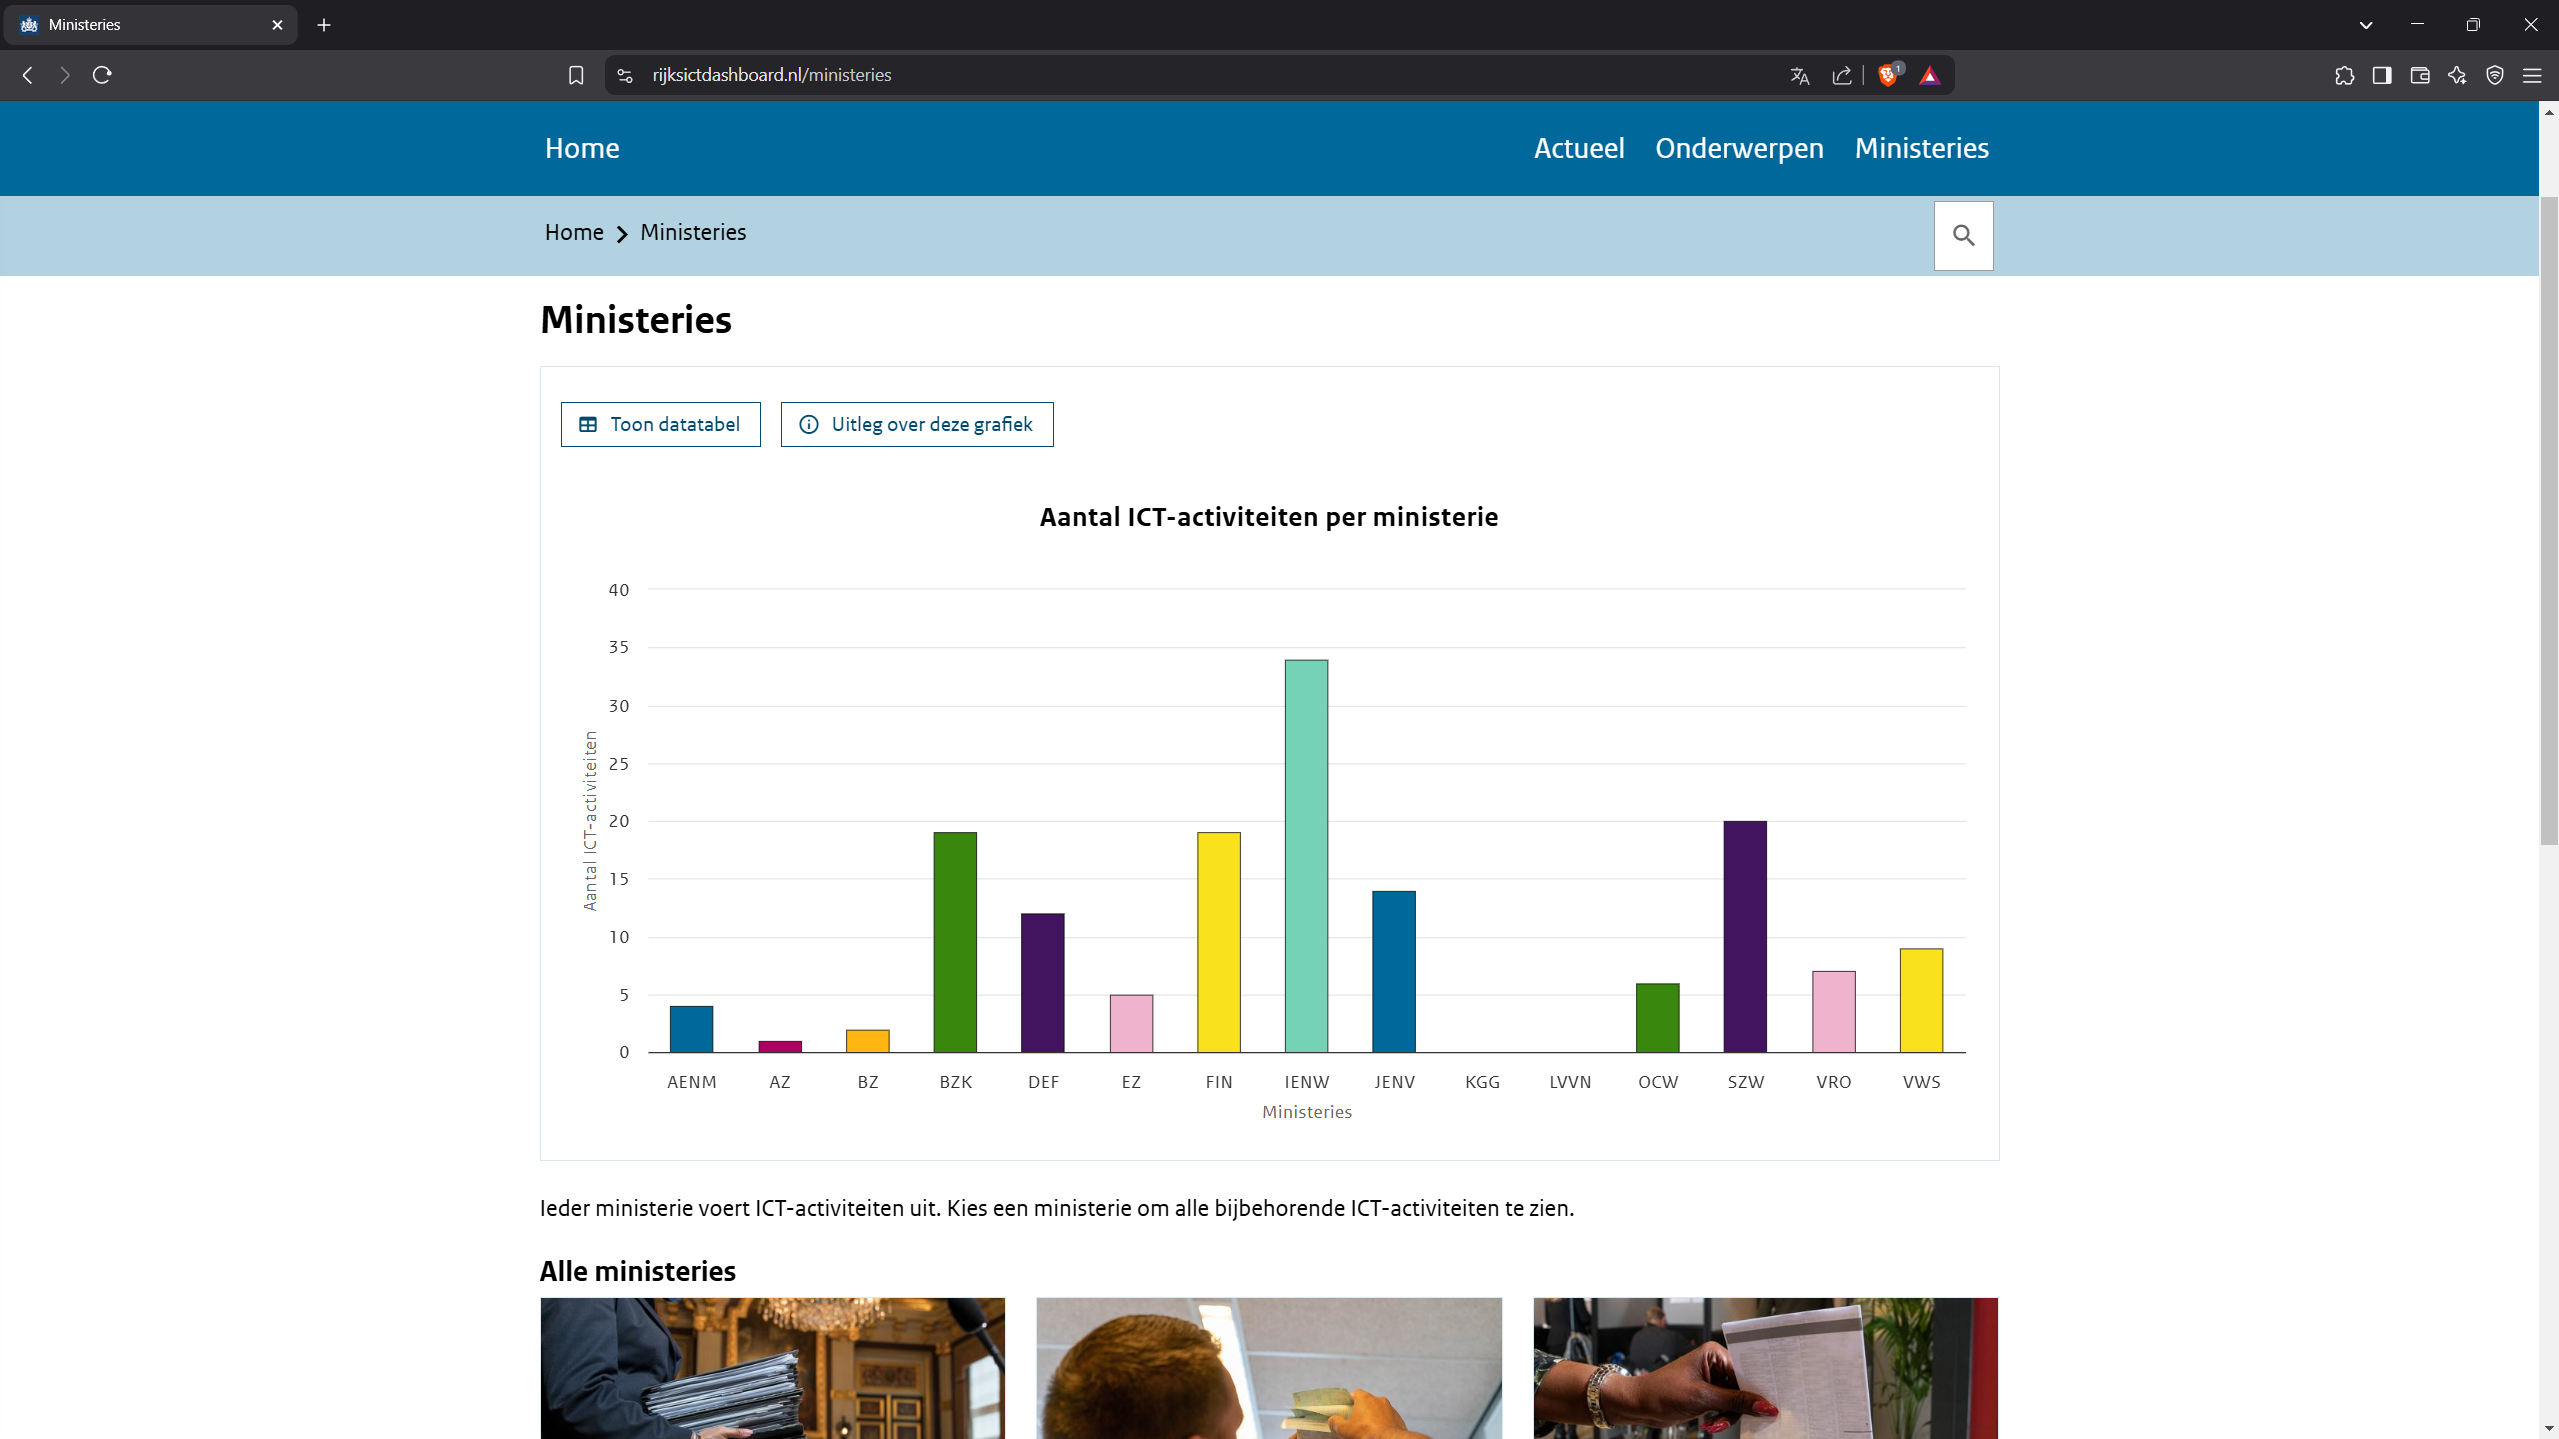 Ministeries
rijksictdashboard.nl/ministeries
1
Home Actueel Onderwerpen Ministeries
Home Ministeries
Ministeries
Toon datatabel Uitleg over deze grafiek
Aantal ICT-activiteiten per ministerie
Aantal ICT-activiteiten
40
35
30
25
20
15
10
5
0
AENM AZ BZ BZK DEF EZ FIN IENW JENV KGG LVVN OCW SZW VRO VWS
Ministeries
Ieder ministerie voert ICT-activiteiten uit. Kies een ministerie om alle bijbehorende ICT-activiteiten te zien.
Alle ministeries